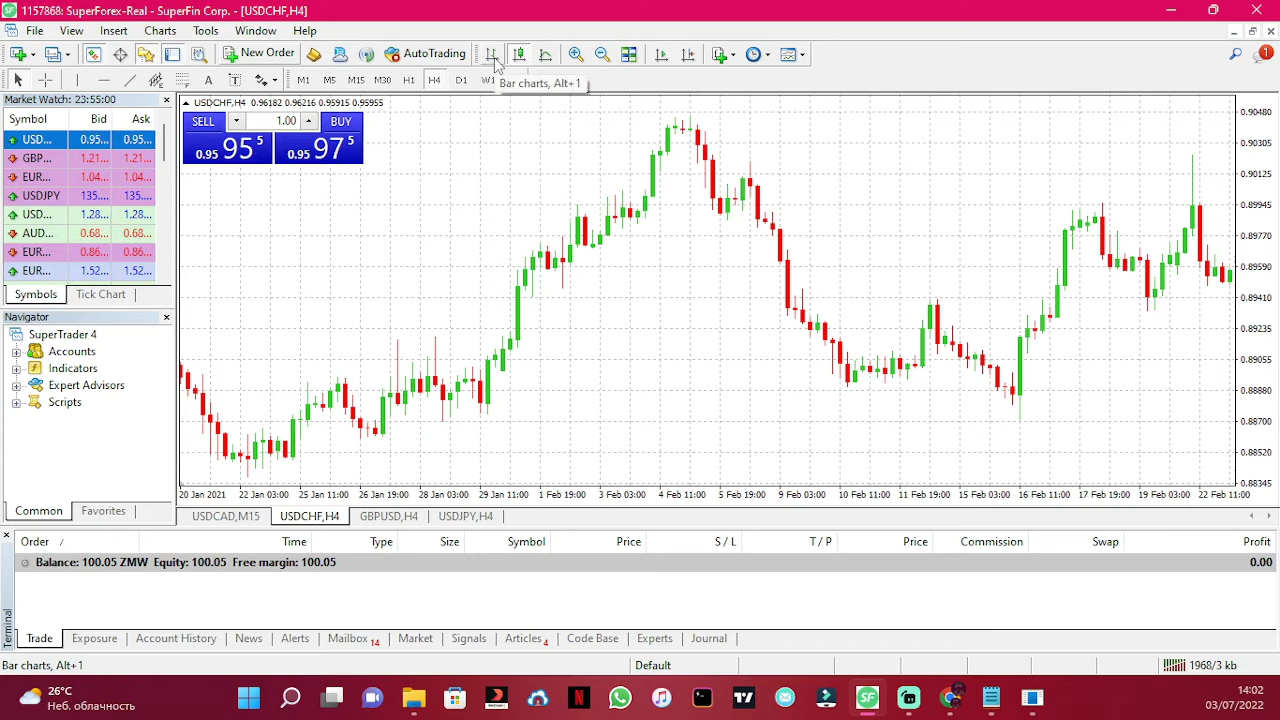 1157868: SuperForex-Real - SuperFin Corp. - [USDCHF,H4]
File View Insert Charts Tools Window Help
New Order AutoTrading
1
A T M1 M5 M15 M30 H1 H4 D1 W1
Bar charts, Alt+1
Market Watch: 23:55:00
Symbol Bid Ask
USD... 0.95... 0.95...
GBP... 1.21... 1.21...
EUR... 1.04... 1.04...
USDJPY 135.... 135....
USD... 1.28... 1.28...
AUD... 0.68... 0.68...
EUR... 0.86... 0.86...
EUR... 1.52... 1.52...
Symbols Tick Chart
Navigator
SuperTrader 4
Accounts
Indicators
Expert Advisors
Scripts
Common Favorites
USDCHF,H4 0.96182 0.96216 0.95915 0.95955
SELL 1.00 BUY
0.95 95 5 0.95 97 5
0.90480
0.90305
0.90125
0.89945
0.89770
0.89590
0.89410
0.89235
0.89055
0.88880
0.88700
0.88520
0.88345
20 Jan 2021 22 Jan 03:00 25 Jan 11:00 26 Jan 19:00 28 Jan 03:00 29 Jan 11:00 1 Feb 19:00 3 Feb 03:00 4 Feb 11:00 5 Feb 19:00 9 Feb 03:00 10 Feb 11:00 11 Feb 19:00 15 Feb 03:00 16 Feb 11:00 17 Feb 19:00 19 Feb 03:00 22 Feb 11:00
USDCAD,M15 USDCHF,H4 GBPUSD,H4 USDJPY,H4
Order / Time Type Size Symbol Price S / L T / P Price Commission Swap Profit
Balance: 100.05 ZMW Equity: 100.05 Free margin: 100.05 0.00
Terminal
Trade Exposure Account History News Alerts Mailbox 14 Market Signals Articles 4 Code Base Experts Journal
Bar charts, Alt+1 Default 1968/3 kb
26°C
Неб. облачность
14:02
03/07/2022